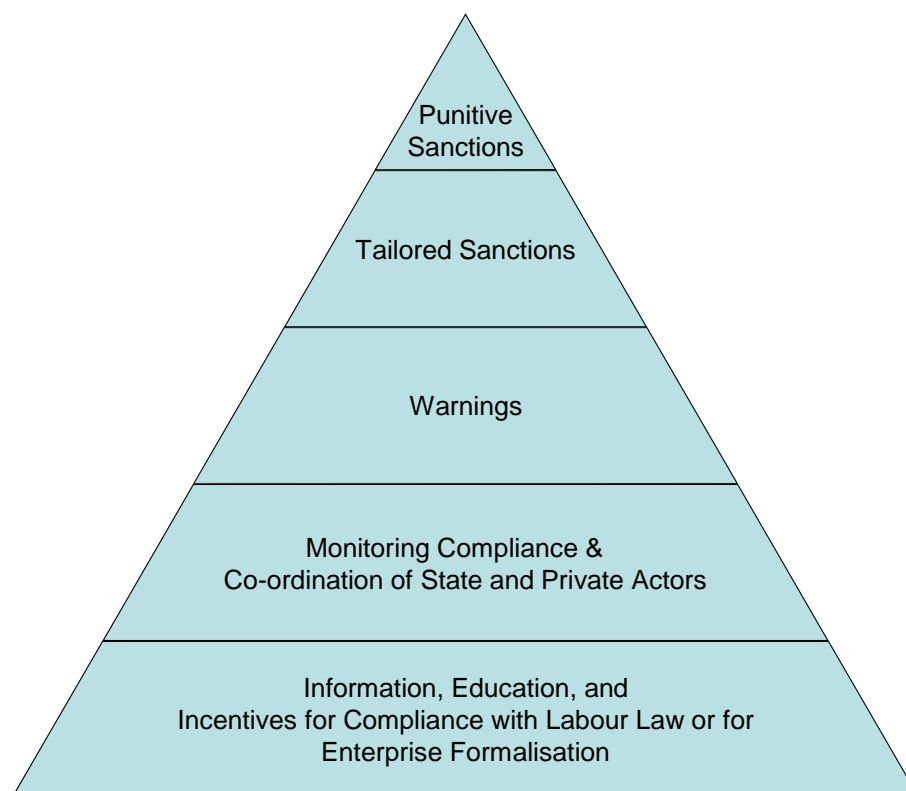 Punitive
Sanctions
Tailored Sanctions
Warnings
Monitoring Compliance &
Co-ordination of State and Private Actors
Information, Education, and
Incentives for Compliance with Labour Law or for
Enterprise Formalisation